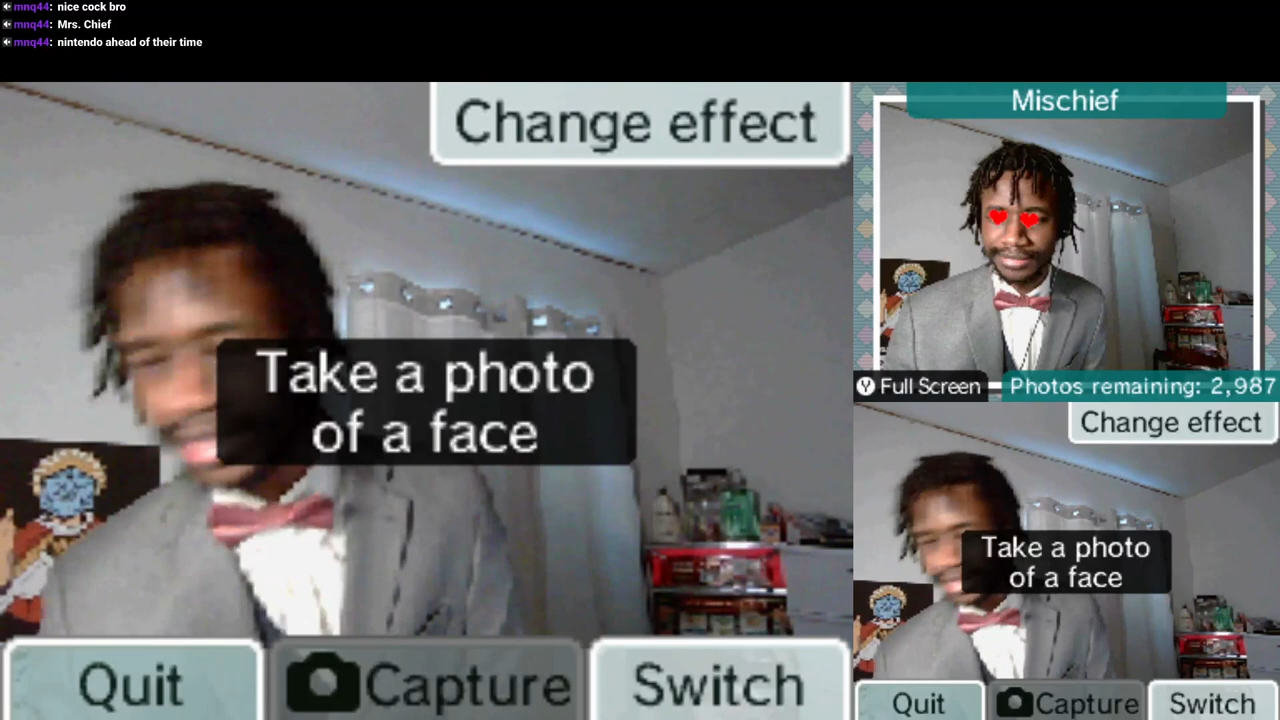 mnq44: nice cock bro
mnq44: Mrs. Chief
mnq44: nintendo ahead of their time
Change effect
Take a photo
of a face
Quit
Capture
Switch
Mischief
Y Full Screen
Photos remaining: 2,987
Change effect
Take a photo
of a face
Quit
Capture
Switch